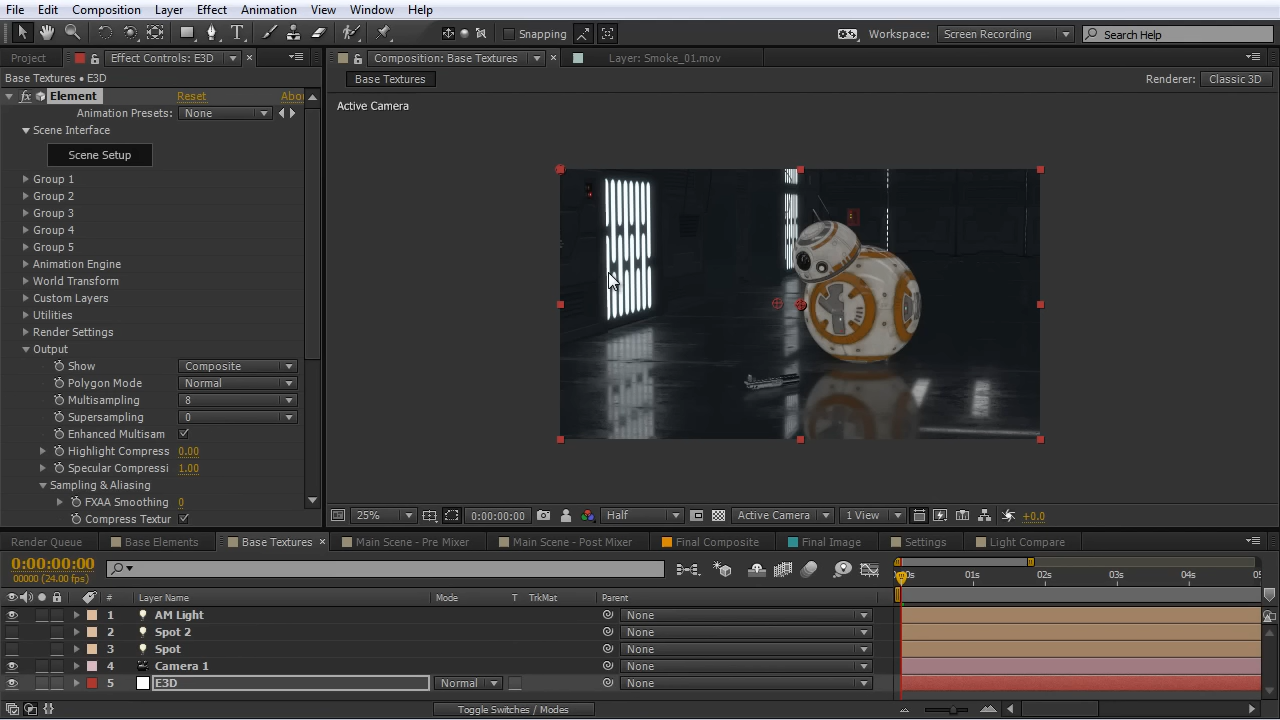 File Edit Composition Layer Effect Animation View Window Help
Snapping Workspace: Screen Recording Search Help
Project Effect Controls: E3D Composition: Base Textures Layer: Smoke_01.mov
Base Textures • E3D Base Textures Renderer: Classic 3D
fx Element Reset Abou
Active Camera
Animation Presets: None
Scene Interface
Scene Setup
Group 1
Group 2
Group 3
Group 4
Group 5
Animation Engine
World Transform
Custom Layers
Utilities
Render Settings
Output
Show Composite
Polygon Mode Normal
Multisampling 8
Supersampling 0
Enhanced Multisam
Highlight Compress 0.00
Specular Compressi 1.00
Sampling & Aliasing
FXAA Smoothing 0
Compress Textur
25% 0:00:00:00 Half Active Camera 1 View +0.0
Render Queue Base Elements Base Textures Main Scene - Pre Mixer Main Scene - Post Mixer Final Composite Final Image Settings Light Compare
0:00:00:00
00000 (24.00 fps)
01s 02s 03s 04s
# Layer Name Mode T TrkMat Parent
1 AM Light None
2 Spot 2 None
3 Spot None
4 Camera 1 None
5 E3D Normal None
Toggle Switches / Modes